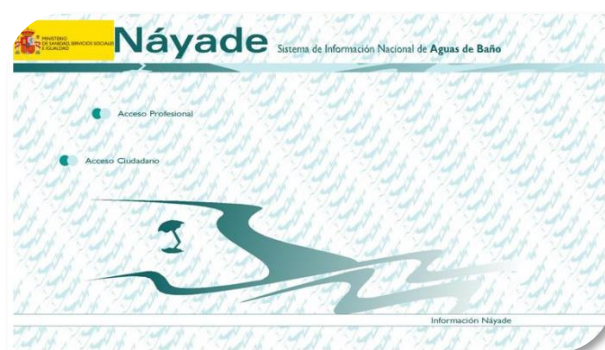 MINISTERIO
DE SANIDAD, SERVICIOS SOCIALES
E IGUALDAD
Náyade Sistema de Información Nacional de Aguas de Baño
Acceso Profesional
Acceso Ciudadano
Información Náyade